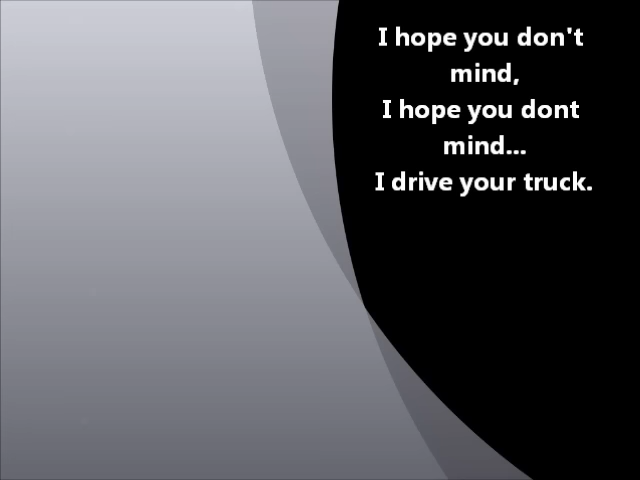 I hope you don't
mind,
I hope you dont
mind...
I drive your truck.